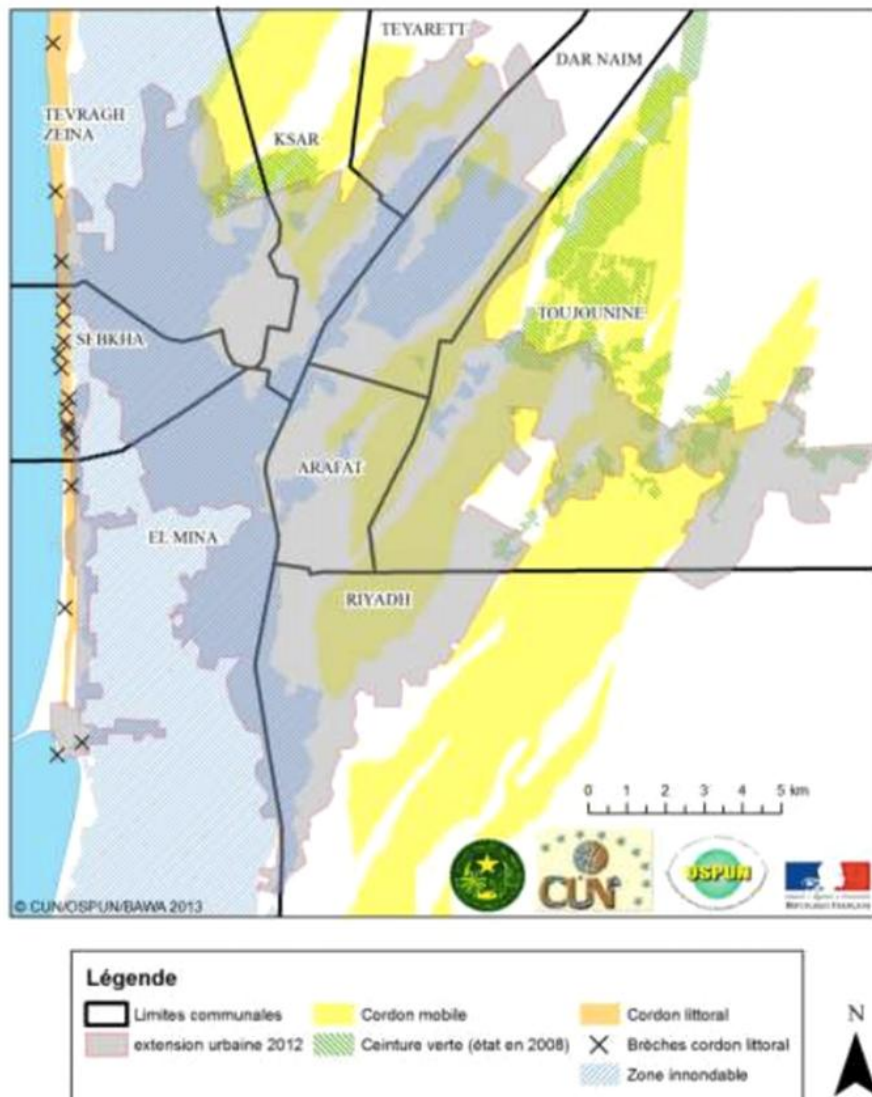 TEYARETT
DAR NAIM
TEVRAGH
ZEINA
KSAR
TOUJOUNINE
SEBKHA
ARAFAT
EL MINA
RIYADH
0 1 2 3 4 5 km
CUN
OSPUN
RÉPUBLIQUE FRANÇAISE
© CUN/OSPUN/BAWA 2013
Légende
Limites communales
Cordon mobile
Cordon littoral
extension urbaine 2012
Ceinture verte (état en 2008)
Brèches cordon littoral
Zone innondable
N